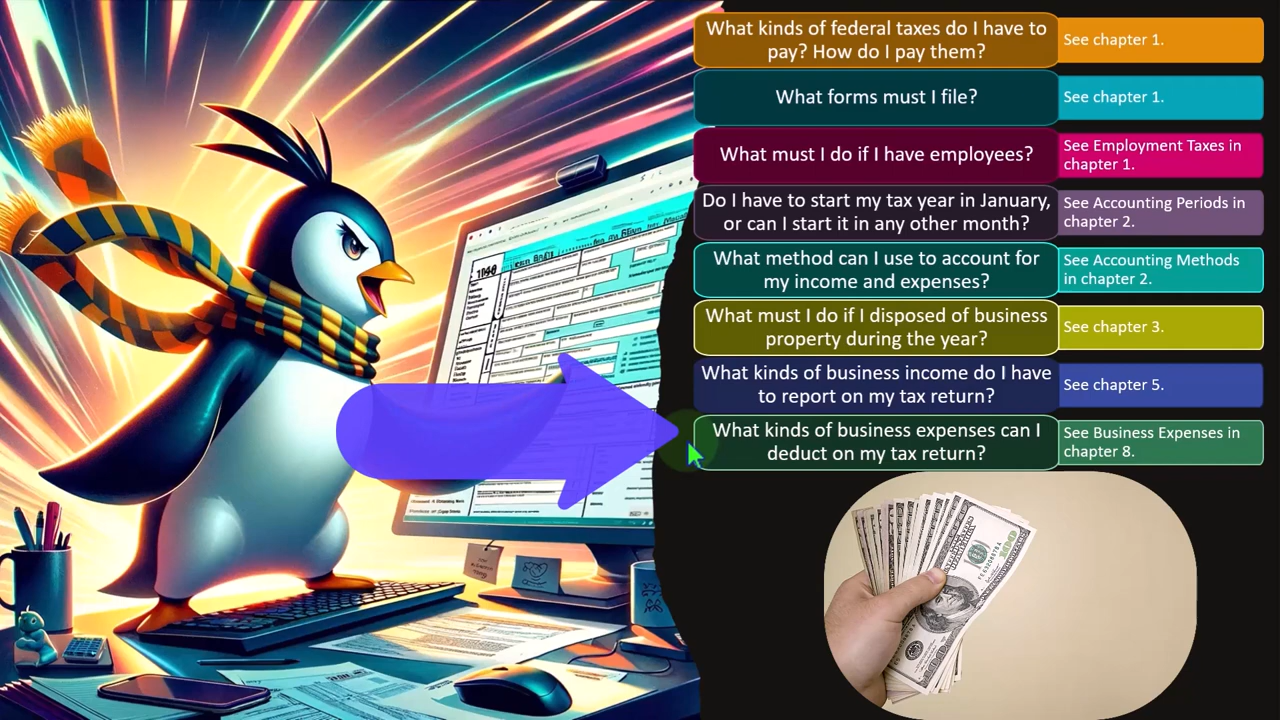 What kinds of federal taxes do I have to
pay? How do I pay them?
See chapter 1.
What forms must I file?
See chapter 1.
What must I do if I have employees?
See Employment Taxes in
chapter 1.
Do I have to start my tax year in January,
or can I start it in any other month?
See Accounting Periods in
chapter 2.
What method can I use to account for
my income and expenses?
See Accounting Methods
in chapter 2.
What must I do if I disposed of business
property during the year?
See chapter 3.
What kinds of business income do I have
to report on my tax return?
See chapter 5.
What kinds of business expenses can I
deduct on my tax return?
See Business Expenses in
chapter 8.
1040
100